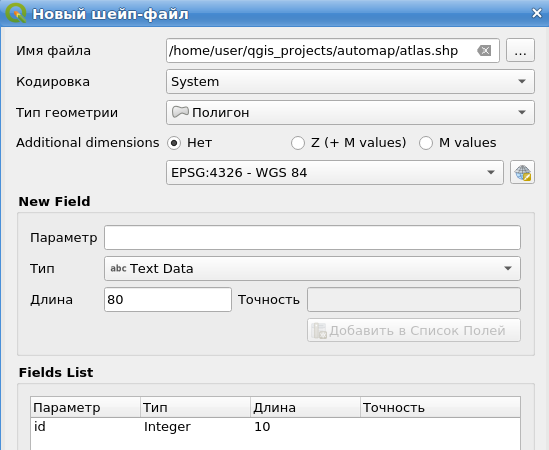 Новый шейп-файл
Имя файла /home/user/qgis_projects/automap/atlas.shp ...
Кодировка System
Тип геометрии Полигон
Additional dimensions Нет Z (+ M values) M values
EPSG:4326 - WGS 84
New Field
Параметр
Тип abc Text Data
Длина 80 Точность
Добавить в Список Полей
Fields List
Параметр Тип Длина Точность
id Integer 10